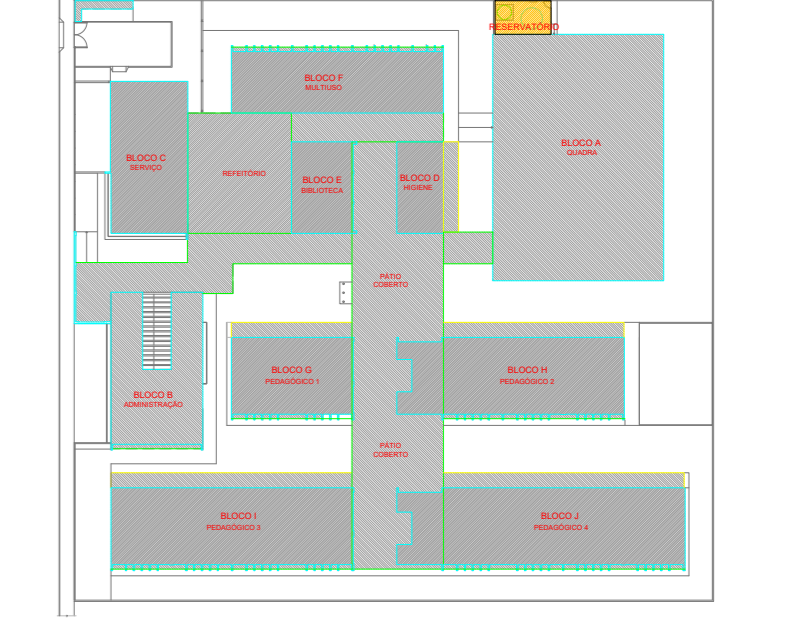 RESERVATÓRIO
BLOCO F
MULTIUSO
BLOCO A
QUADRA
BLOCO C
SERVIÇO
REFEITÓRIO
BLOCO E
BIBLIOTECA
BLOCO D
HIGIENE
PÁTIO
COBERTO
BLOCO G
PEDAGÓGICO 1
BLOCO H
PEDAGÓGICO 2
BLOCO B
ADMINISTRAÇÃO
PÁTIO
COBERTO
BLOCO I
PEDAGÓGICO 3
BLOCO J
PEDAGÓGICO 4